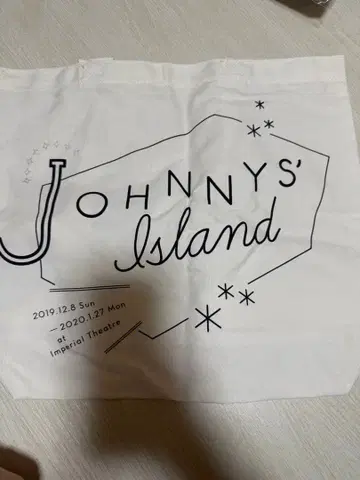 JOHNNYS'
Island
2019.12.8 Sun
—2020.1.27 Mon
at
Imperial Theatre